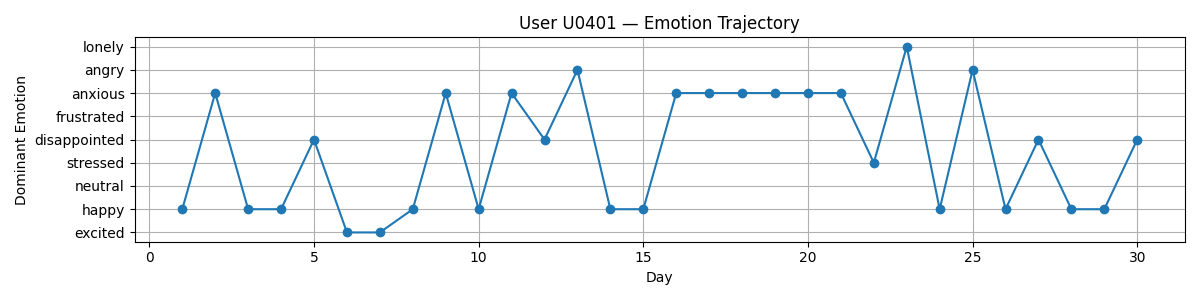 User U0401 — Emotion Trajectory
Dominant Emotion
lonely
angry
anxious
frustrated
disappointed
stressed
neutral
happy
excited
0 5 10 15 20 25 30
Day